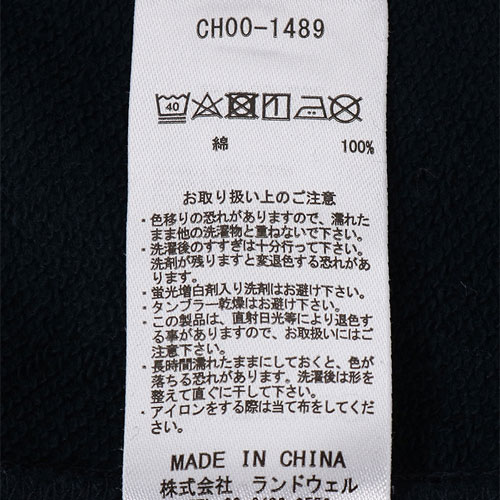 CH00-1489
40
綿 100%
お取り扱い上のご注意
・色移りの恐れがありますので、濡れた
まま他の洗濯物と重ねないで下さい。
・洗濯後のすすぎは十分行って下さい。
洗剤が残りますと変退色する恐れがあ
ります。
・蛍光増白剤入り洗剤はお避け下さい。
・タンブラー乾燥はお避け下さい。
・この製品は、直射日光等により退色す
る事がありますので、お取扱いにはご
注意下さい。
・長時間濡れたままにしておくと、色が
落ちる恐れがあります。洗濯後は形を
整えて直ぐに干して下さい。
・アイロンをする際は当て布をしてくだ
さい。
MADE IN CHINA
株式会社 ランドウェル